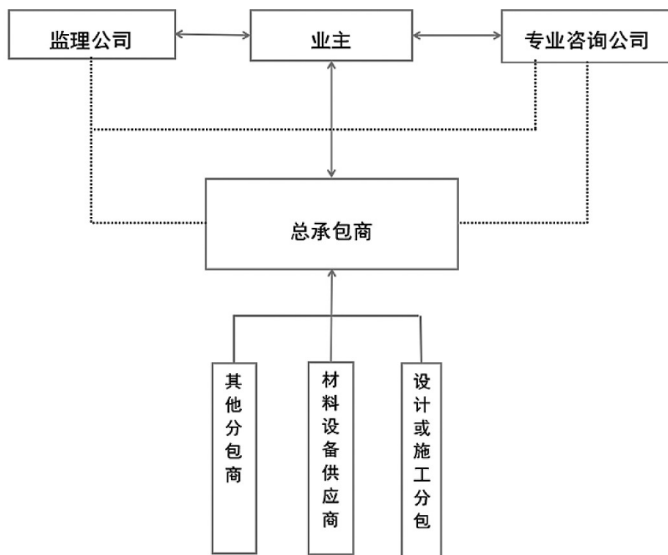 监理公司
业主
专业咨询公司
总承包商
其他分包商
材料设备供应商
设计或施工分包